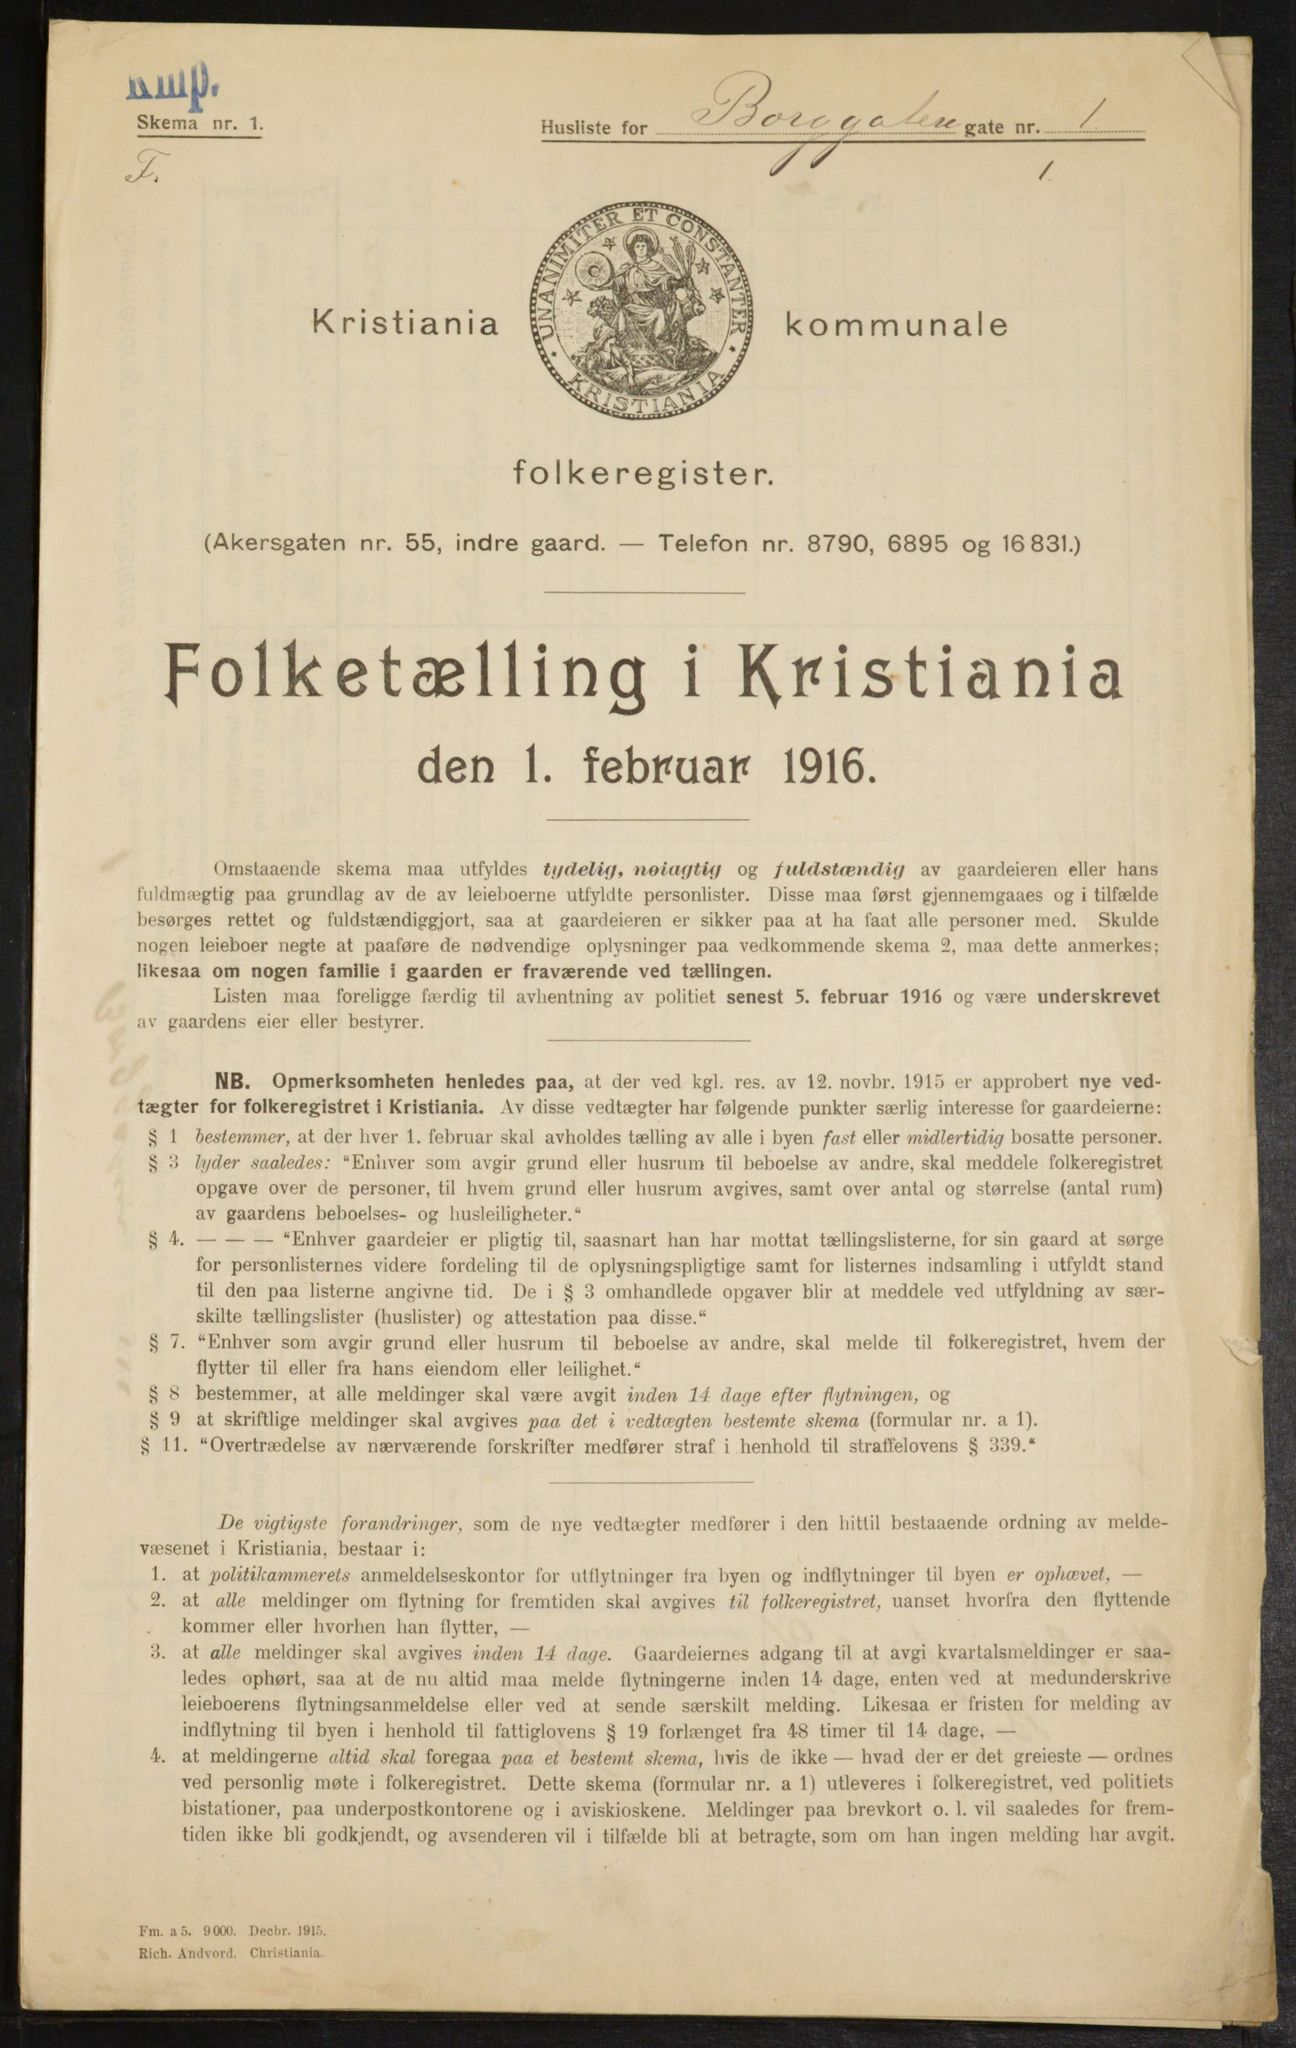 Kmp.
Skema nr. 1.
Husliste for Borggaten gate nr. 1
F.
1
UNANIMITER ET CONSTANTER
KRISTIANIA
Kristiania kommunale
folkeregister.
(Akersgaten nr. 55, indre gaard. — Telefon nr. 8790, 6895 og 16831.)
Folketælling i Kristiania
den 1. februar 1916.
Omstaaende skema maa utfyldes tydelig, nøiagtig og fuldstændig av gaardeieren eller hans
fuldmægtig paa grundlag av de av leieboerne utfyldte personlister. Disse maa først gjennemgaaes og i tilfælde
besørges rettet og fuldstændiggjort, saa at gaardeieren er sikker paa at ha faat alle personer med. Skulde
nogen leieboer negte at paaføre de nødvendige oplysninger paa vedkommende skema 2, maa dette anmerkes;
likesaa om nogen familie i gaarden er fraværende ved tællingen.
Listen maa foreligge færdig til avhentning av politiet senest 5. februar 1916 og være underskrevet
av gaardens eier eller bestyrer.
NB. Opmerksomheten henledes paa, at der ved kgl. res. av 12. novbr. 1915 er approbert nye ved-
tægter for folkeregistret i Kristiania. Av disse vedtægter har følgende punkter særlig interesse for gaardeierne:
§ 1 bestemmer, at der hver 1. februar skal avholdes tælling av alle i byen fast eller midlertidig bosatte personer.
§ 3 lyder saaledes: "Enhver som avgir grund eller husrum til beboelse av andre, skal meddele folkeregistret
opgave over de personer, til hvem grund eller husrum avgives, samt over antal og størrelse (antal rum)
av gaardens beboelses- og husleiligheter."
§ 4. — — — "Enhver gaardeier er pligtig til, saasnart han har mottat tællingslisterne, for sin gaard at sørge
for personlisternes videre fordeling til de oplysningspligtige samt for listernes indsamling i utfyldt stand
til den paa listerne angivne tid. De i § 3 omhandlede opgaver blir at meddele ved utfyldning av sær-
skilte tællingslister (huslister) og attestation paa disse."
§ 7. "Enhver som avgir grund eller husrum til beboelse av andre, skal melde til folkeregistret, hvem der
flytter til eller fra hans eiendom eller leilighet."
§ 8 bestemmer, at alle meldinger skal være avgit inden 14 dage efter flytningen, og
§ 9 at skriftlige meldinger skal avgives paa det i vedtægten bestemte skema (formular nr. a 1).
§ 11. "Overtrædelse av nærværende forskrifter medfører straf i henhold til straffelovens § 339."
De vigtigste forandringer, som de nye vedtægter medfører i den hittil bestaaende ordning av melde-
væsenet i Kristiania, bestaar i:
1. at politikammerets anmeldelseskontor for utflytninger fra byen og indflytninger til byen er ophævet, —
2. at alle meldinger om flytning for fremtiden skal avgives til folkeregistret, uanset hvorfra den flyttende
kommer eller hvorhen han flytter, —
3. at alle meldinger skal avgives inden 14 dage. Gaardeiernes adgang til at avgi kvartalsmeldinger er saa-
ledes ophørt, saa at de nu altid maa melde flytningerne inden 14 dage, enten ved at medunderskrive
leieboerens flytningsanmeldelse eller ved at sende særskilt melding. Likesaa er fristen for melding av
indflytning til byen i henhold til fattiglovens § 19 forlænget fra 48 timer til 14 dage, —
4. at meldingerne altid skal foregaa paa et bestemt skema, hvis de ikke — hvad der er det greieste — ordnes
ved personlig møte i folkeregistret. Dette skema (formular nr. a 1) utleveres i folkeregistret, ved politiets
bistationer, paa underpostkontorene og i aviskioskene. Meldinger paa brevkort o. l. vil saaledes for frem-
tiden ikke bli godkjendt, og avsenderen vil i tilfælde bli at betragte, som om han ingen melding har avgit.
Fm. a 5. 9000. Decbr. 1915.
Rich. Andvord. Christiania.